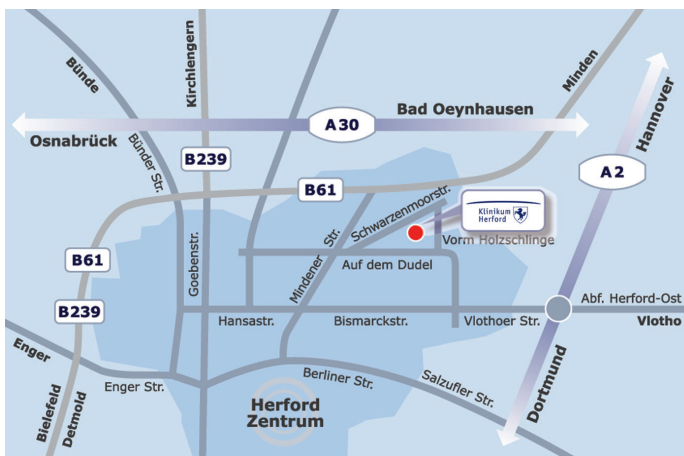 Bünde
Kirchlengern
Minden
Hannover
A30
Bad Oeynhausen
Osnabrück
Bünder Str.
B239
A2
B61
Schwarzenmoorstr.
Klinikum
Herford
Vorm Holzschlinge
B61
Goebenstr.
Mindener Str.
Auf dem Dudel
B239
Abf. Herford-Ost
Hansastr.
Bismarckstr.
Vlothoer Str.
Vlotho
Enger
Enger Str.
Berliner Str.
Salzufler Str.
Dortmund
Bielefeld
Detmold
Herford
Zentrum